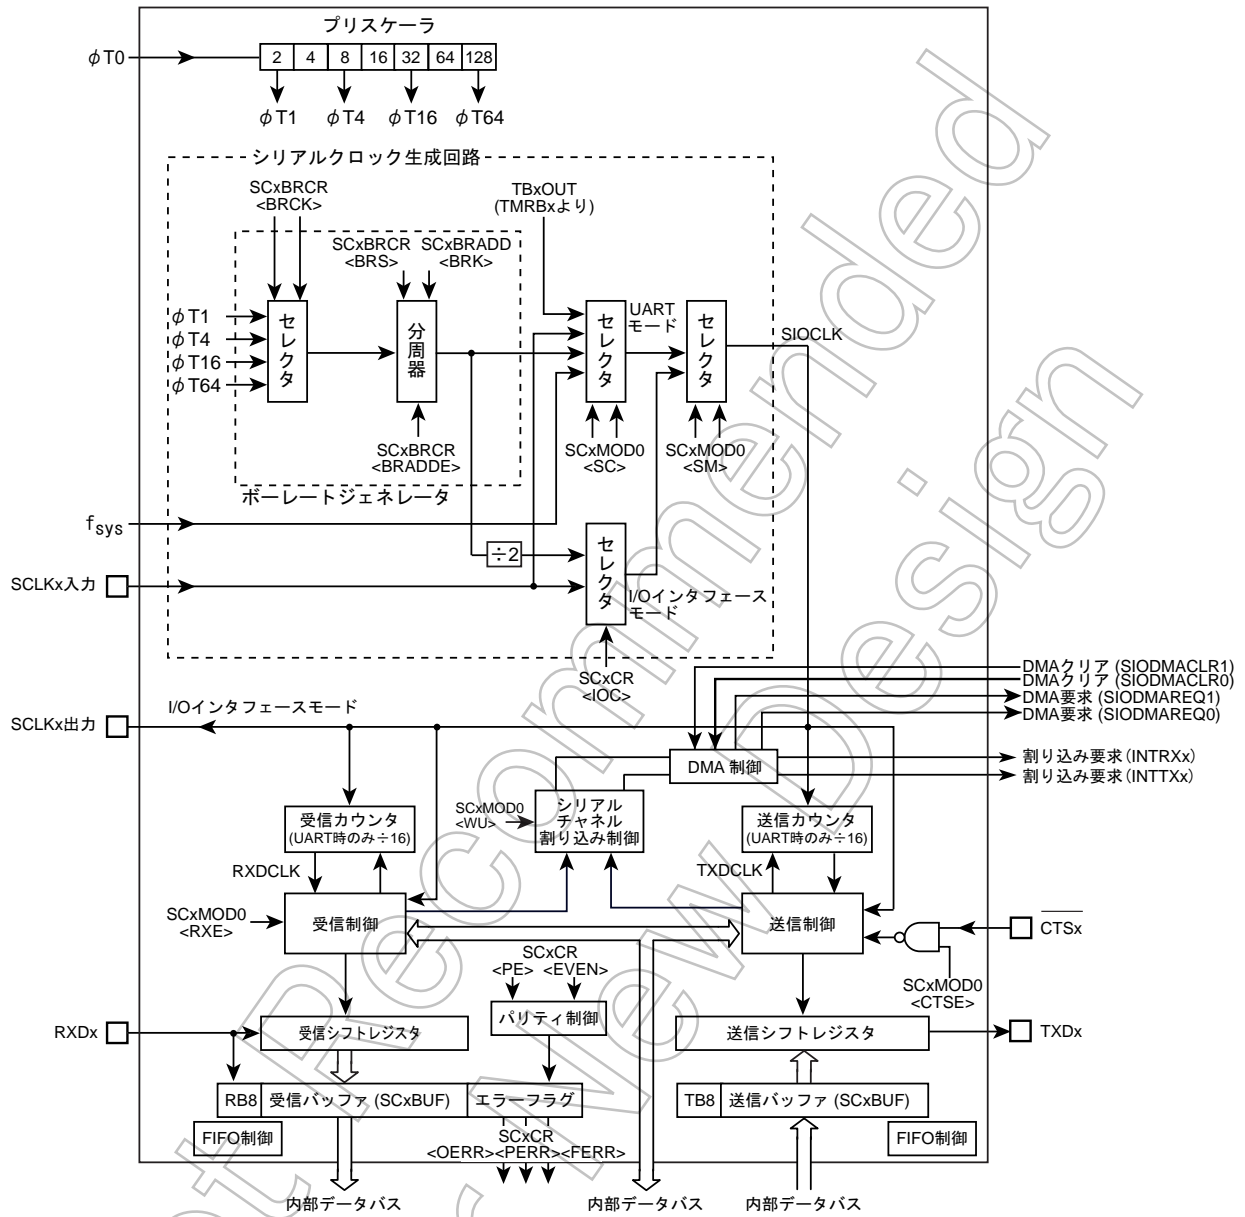 プリスケーラ
φT0
2 4 8 16 32 64 128
φT1 φT4 φT16 φT64
シリアルクロック生成回路
SCxBRCR
<BRCK>
TBxOUT
(TMRBxより)
SCxBRCR
<BRS>
SCxBRADD
<BRK>
φT1
φT4
φT16
φT64
セレクタ
分周器
セレクタ
UART
モード
セレクタ
SIOCLK
SCxBRCR
<BRADDE>
SCxMOD0
<SC>
SCxMOD0
<SM>
ボーレートジェネレータ
fsys
÷2
セレクタ
SCLKx入力
I/Oインタフェース
モード
SCxCR
<IOC>
DMAクリア (SIODMACLR1)
DMAクリア (SIODMACLR0)
DMA要求 (SIODMAREQ1)
DMA要求 (SIODMAREQ0)
SCLKx出力
I/Oインタフェースモード
DMA 制御
割り込み要求(INTRXx)
割り込み要求(INTTXx)
受信カウンタ
(UART時のみ÷16)
SCxMOD0
<WU>
シリアル
チャネル
割り込み制御
送信カウンタ
(UART時のみ÷16)
RXDCLK
TXDCLK
SCxMOD0
<RXE>
受信制御
送信制御
CTSx
SCxMOD0
<CTSE>
SCxCR
<PE> <EVEN>
パリティ制御
RXDx
受信シフトレジスタ
送信シフトレジスタ
TXDx
RB8 受信バッファ (SCxBUF) エラーフラグ
TB8 送信バッファ (SCxBUF)
FIFO制御
SCxCR
<OERR><PERR><FERR>
FIFO制御
内部データバス
内部データバス
内部データバス
Not Recommended
for New Design